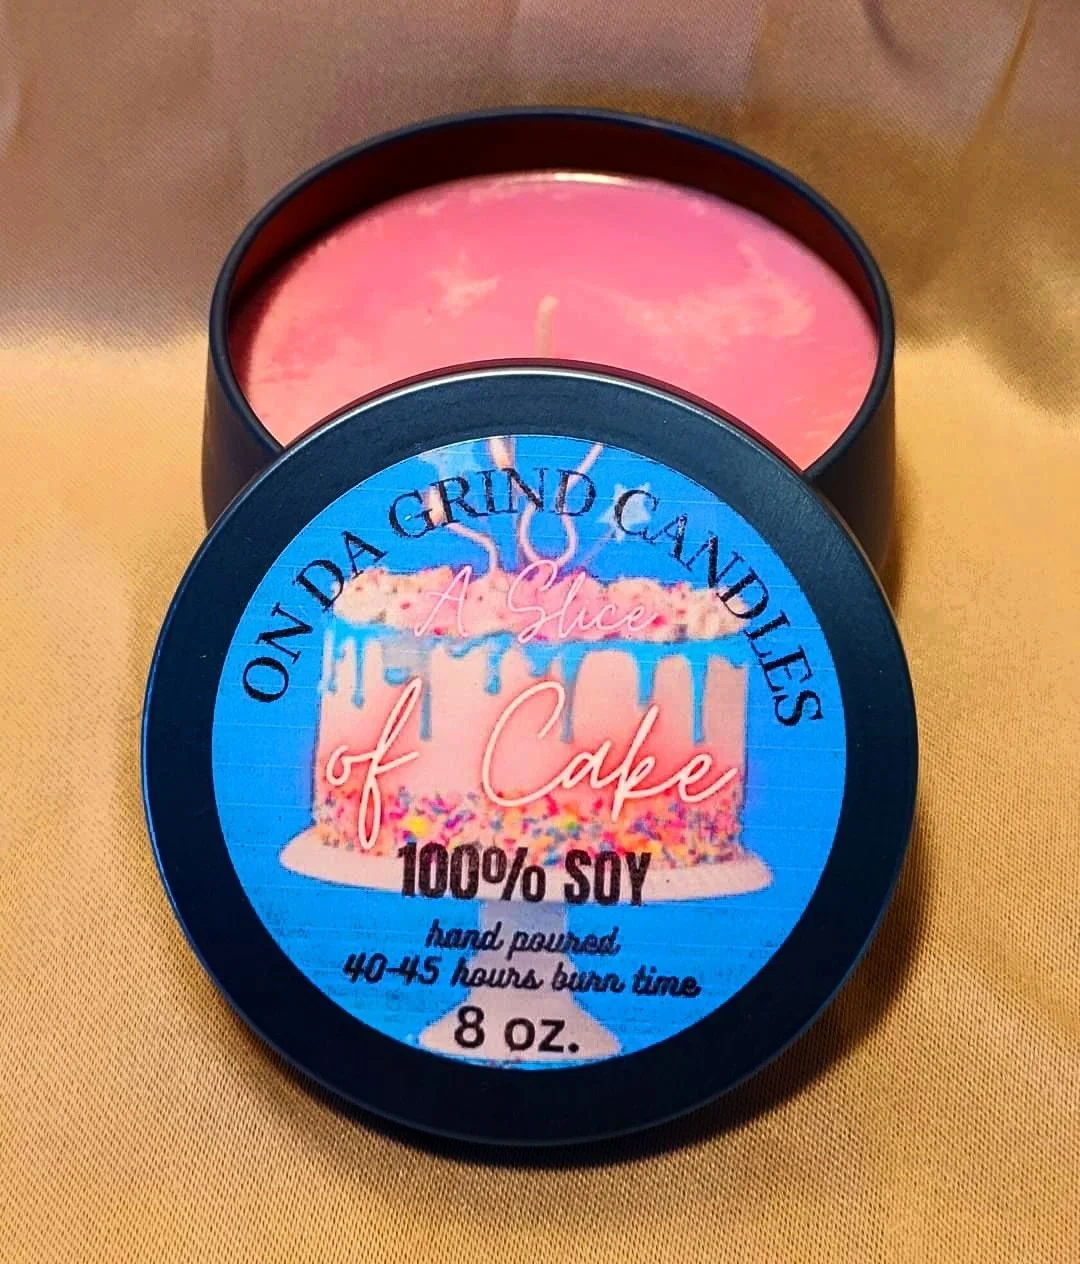 ON DA GRIND CANDLES
A Slice
of Cake
100% SOY
hand poured
40-45 hours burn time
8 oz.